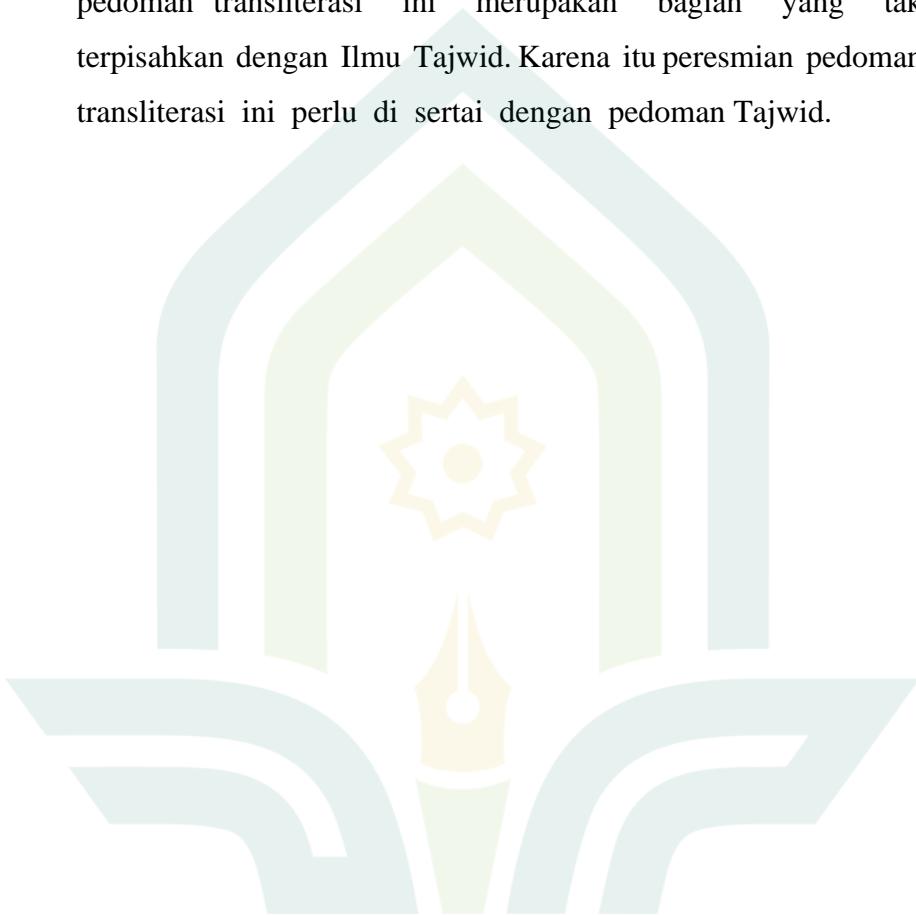 pedoman transliterasi ini merupakan bagian yang tak
terpisahkan dengan Ilmu Tajwid. Karena itu peresmian pedoman
transliterasi ini perlu di sertai dengan pedoman Tajwid.